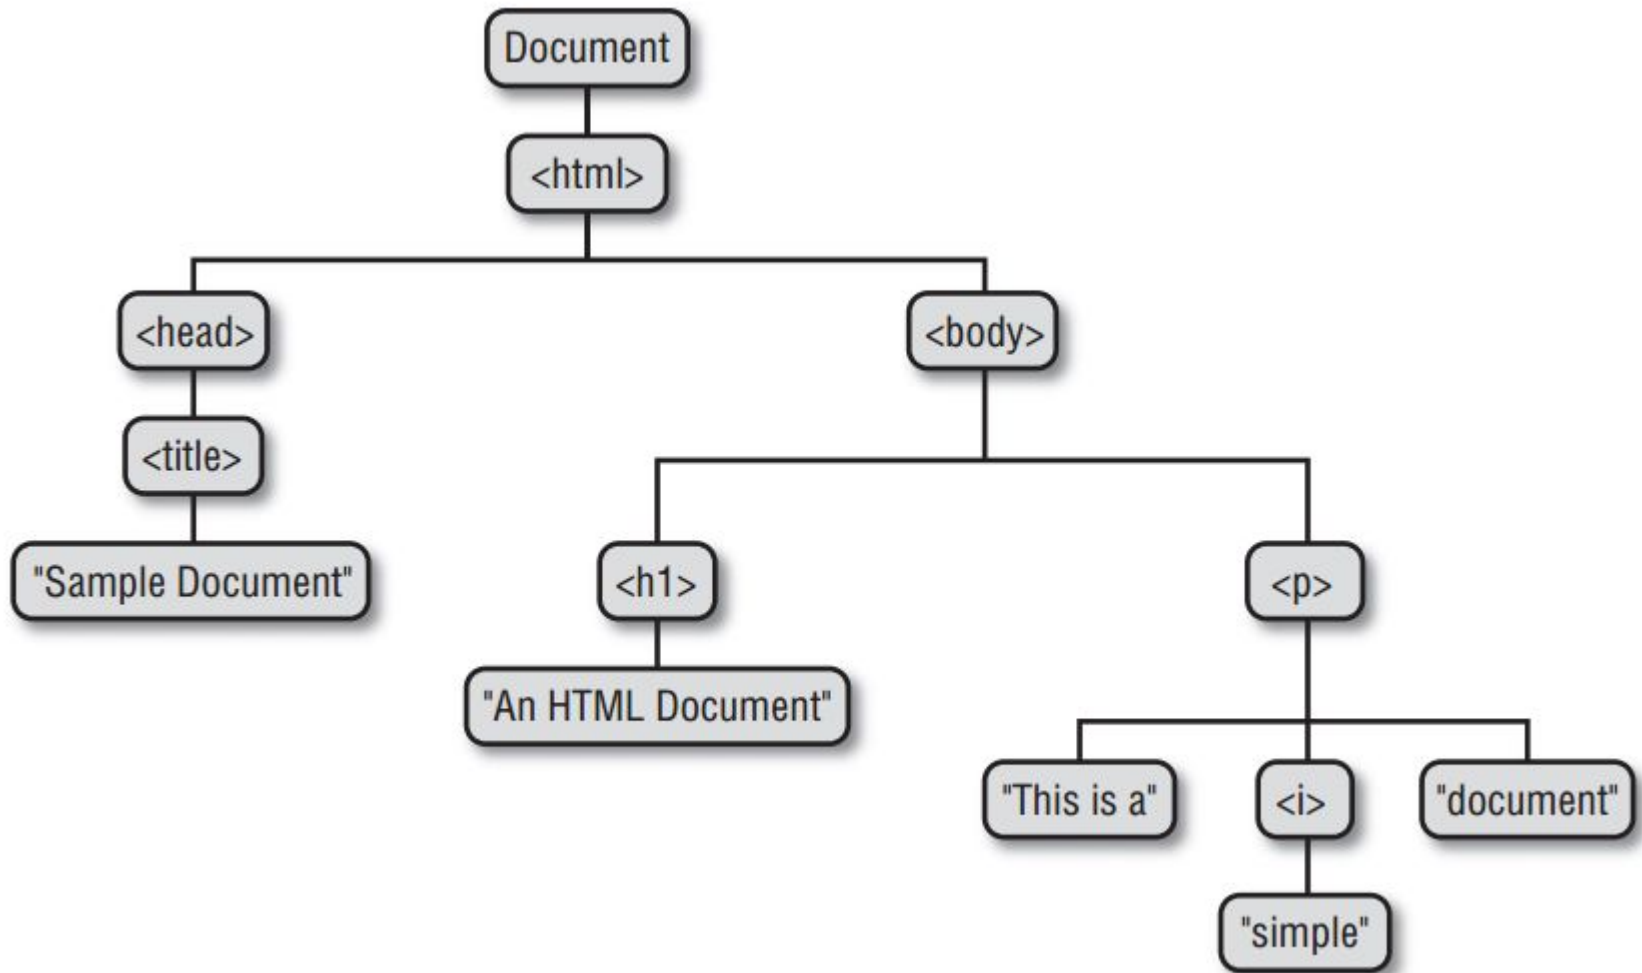 Document
<html>
<head>
<body>
<title>
"Sample Document"
<h1>
<p>
"An HTML Document"
"This is a"
<i>
"document"
"simple"